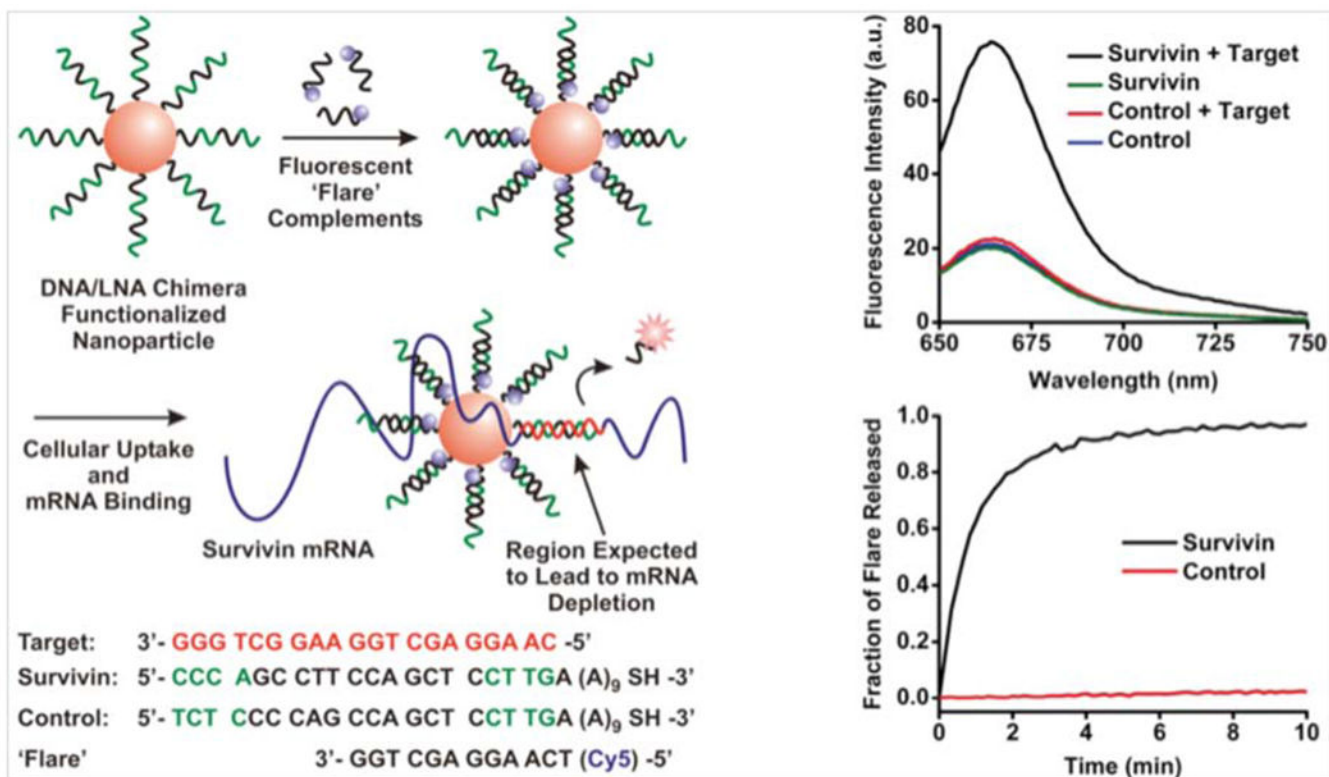 Fluorescent
'Flare'
Complements
DNA/LNA Chimera
Functionalized
Nanoparticle
Cellular Uptake
and
mRNA Binding
Survivin mRNA
Region Expected
to Lead to mRNA
Depletion
Target: 3'- GGG TCG GAA GGT CGA GGA AC -5'
Survivin: 5'- CCC AGC CTT CCA GCT CCT TGA (A)9 SH -3'
Control: 5'- TCT CCC CAG CCA GCT CCT TGA (A)9 SH -3'
'Flare' 3'- GGT CGA GGA ACT (Cy5) -5'
Fluorescence Intensity (a.u.)
80
60
40
20
0
Survivin + Target
Survivin
Control + Target
Control
650 675 700 725 750
Wavelength (nm)
Fraction of Flare Released
1.0
0.8
0.6
0.4
0.2
0.0
Survivin
Control
0 2 4 6 8 10
Time (min)